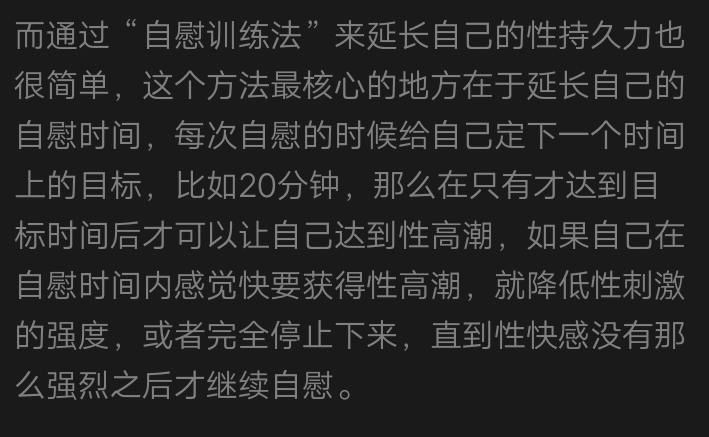 而通过“自慰训练法”来延长自己的性持久力也
很简单，这个方法最核心的地方在于延长自己的
自慰时间，每次自慰的时候给自己定下一个时间
上的目标，比如20分钟，那么在只有才达到目
标时间后才可以让自己达到性高潮，如果自己在
自慰时间内感觉快要获得性高潮，就降低性刺激
的强度，或者完全停止下来，直到性快感没有那
么强烈之后才继续自慰。